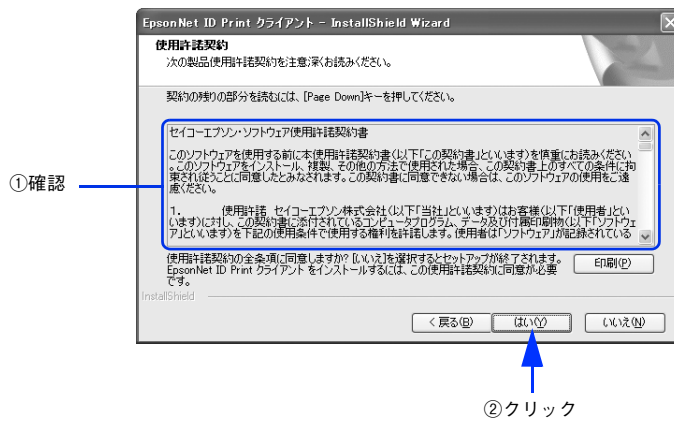 EpsonNet ID Print クライアント - InstallShield Wizard
使用許諾契約
次の製品使用許諾契約を注意深くお読みください。
契約の残りの部分を読むには、[Page Down]キーを押してください。
セイコーエプソン・ソフトウェア使用許諾契約書
このソフトウェアを使用する前に本使用許諾契約書(以下「この契約書」といいます)を慎重にお読みください
。このソフトウェアをインストール、複製、その他の方法で使用された場合、この契約書上のすべての条件に拘
束され従うことに同意したとみなされます。この契約書に同意できない場合は、このソフトウェアの使用をご遠
慮ください。
1. 使用許諾 セイコーエプソン株式会社(以下「当社」といいます)はお客様(以下「使用者」とい
います)に対し、この契約書に添付されているコンピュータプログラム、データ及び付属印刷物(以下「ソフトウェ
ア」といいます)を下記の使用条件で使用する権利を許諾します。使用者は「ソフトウェア」が記録されている
①確認
使用許諾契約の全条項に同意しますか? [いいえ]を選択するとセットアップが終了されます。
EpsonNet ID Print クライアント をインストールするには、この使用許諾契約に同意が必要
です。
印刷(P)
InstallShield
< 戻る(B)
はい(Y)
いいえ(N)
②クリック